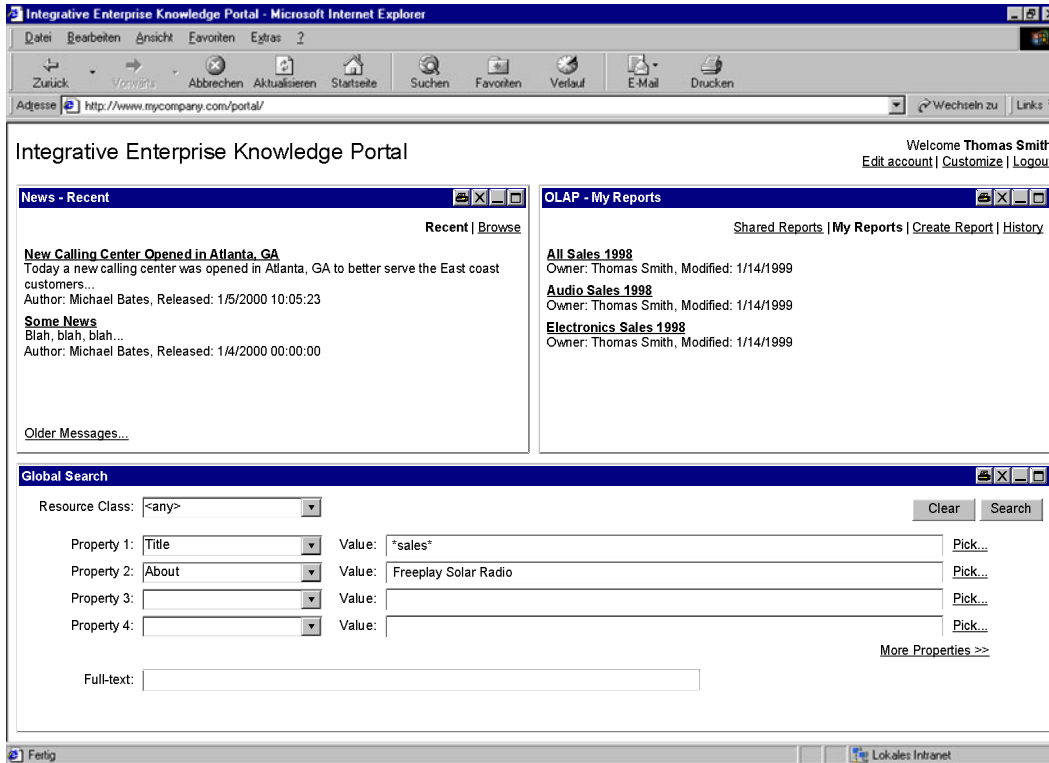 Integrative Enterprise Knowledge Portal - Microsoft Internet Explorer
Datei Bearbeiten Ansicht Favoriten Extras ?
Zurück Vorwärts Abbrechen Aktualisieren Startseite Suchen Favoriten Verlauf E-Mail Drucken
Adresse http://www.mycompany.com/portal/ Wechseln zu Links
Integrative Enterprise Knowledge Portal
Welcome Thomas Smith
Edit account | Customize | Logou
News - Recent
Recent | Browse
New Calling Center Opened in Atlanta, GA
Today a new calling center was opened in Atlanta, GA to better serve the East coast
customers...
Author: Michael Bates, Released: 1/5/2000 10:05:23
Some News
Blah, blah, blah...
Author: Michael Bates, Released: 1/4/2000 00:00:00
Older Messages...
OLAP - My Reports
Shared Reports | My Reports | Create Report | History
All Sales 1998
Owner: Thomas Smith, Modified: 1/14/1999
Audio Sales 1998
Owner: Thomas Smith, Modified: 1/14/1999
Electronics Sales 1998
Owner: Thomas Smith, Modified: 1/14/1999
Global Search
Resource Class: <any> Clear Search
Property 1: Title Value: *sales* Pick...
Property 2: About Value: Freeplay Solar Radio Pick...
Property 3: Value: Pick...
Property 4: Value: Pick...
More Properties >>
Full-text:
Fertig Lokales Intranet